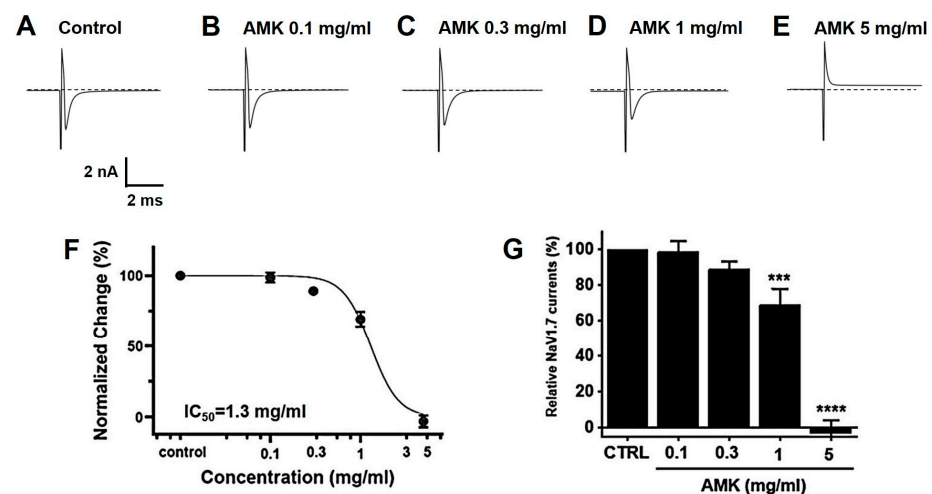 A Control
B AMK 0.1 mg/ml
C AMK 0.3 mg/ml
D AMK 1 mg/ml
E AMK 5 mg/ml
2 nA
2 ms
F
Normalized Change (%)
100
50
0
IC50=1.3 mg/ml
control 0.1 0.3 1 3 5
Concentration (mg/ml)
G
Relative NaV1.7 currents (%)
100
80
60
40
20
0
***
****
CTRL 0.1 0.3 1 5
AMK (mg/ml)